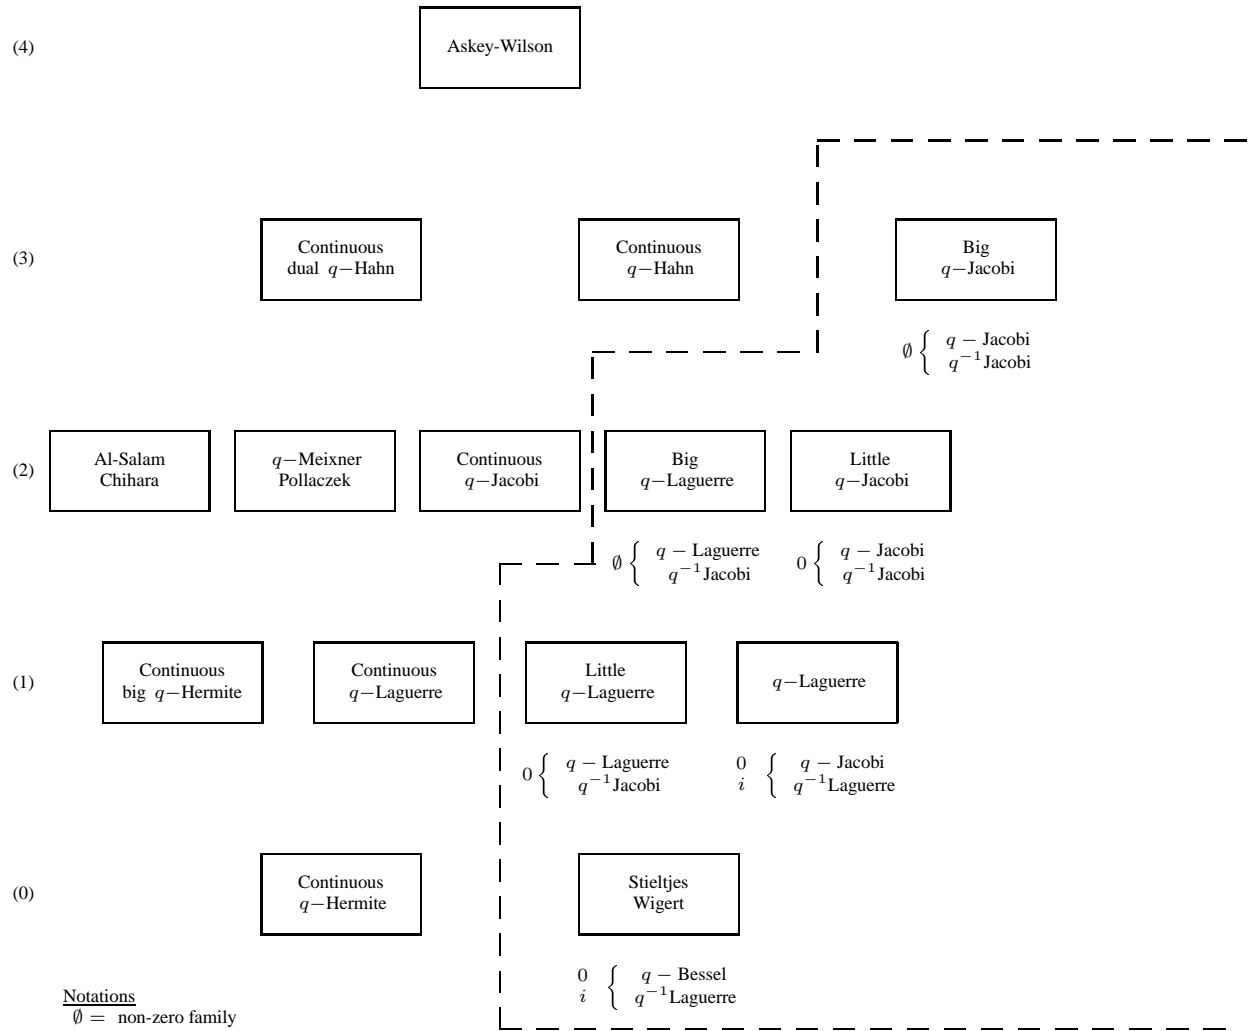 (4)
Askey-Wilson
(3)
Continuous
dual q−Hahn
Continuous
q−Hahn
Big
q−Jacobi
∅ { q − Jacobi
q⁻¹Jacobi
(2)
Al-Salam
Chihara
q−Meixner
Pollaczek
Continuous
q−Jacobi
Big
q−Laguerre
Little
q−Jacobi
∅ { q − Laguerre
q⁻¹Jacobi
0 { q − Jacobi
q⁻¹Jacobi
(1)
Continuous
big q−Hermite
Continuous
q−Laguerre
Little
q−Laguerre
q−Laguerre
0 { q − Laguerre
q⁻¹Jacobi
0 { q − Jacobi
i q⁻¹Laguerre
(0)
Continuous
q−Hermite
Stieltjes
Wigert
0 { q − Bessel
i q⁻¹Laguerre
Notations
∅ = non-zero family